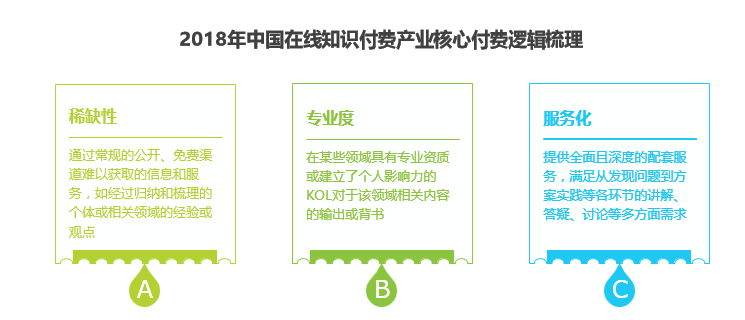 2018年中国在线知识付费产业核心付费逻辑梳理
稀缺性
通过常规的公开、免费渠
道难以获取的信息和服
务，如经过归纳和梳理的
个体或相关领域的经验或
观点
A
专业度
在某些领域具有专业资质
或建立了个人影响力的
KOL对于该领域相关内容
的输出或背书
B
服务化
提供全面且深度的配套服
务，满足从发现问题到方
案实践等各环节的讲解、
答疑、讨论等多方面需求
C